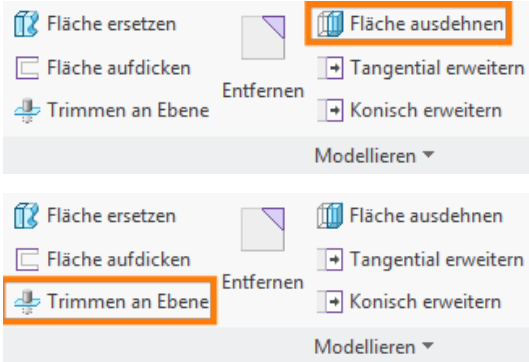 Fläche ersetzen
Fläche aufdicken
Trimmen an Ebene
Entfernen
Fläche ausdehnen
Tangential erweitern
Konisch erweitern
Modellieren
Fläche ersetzen
Fläche aufdicken
Trimmen an Ebene
Entfernen
Fläche ausdehnen
Tangential erweitern
Konisch erweitern
Modellieren